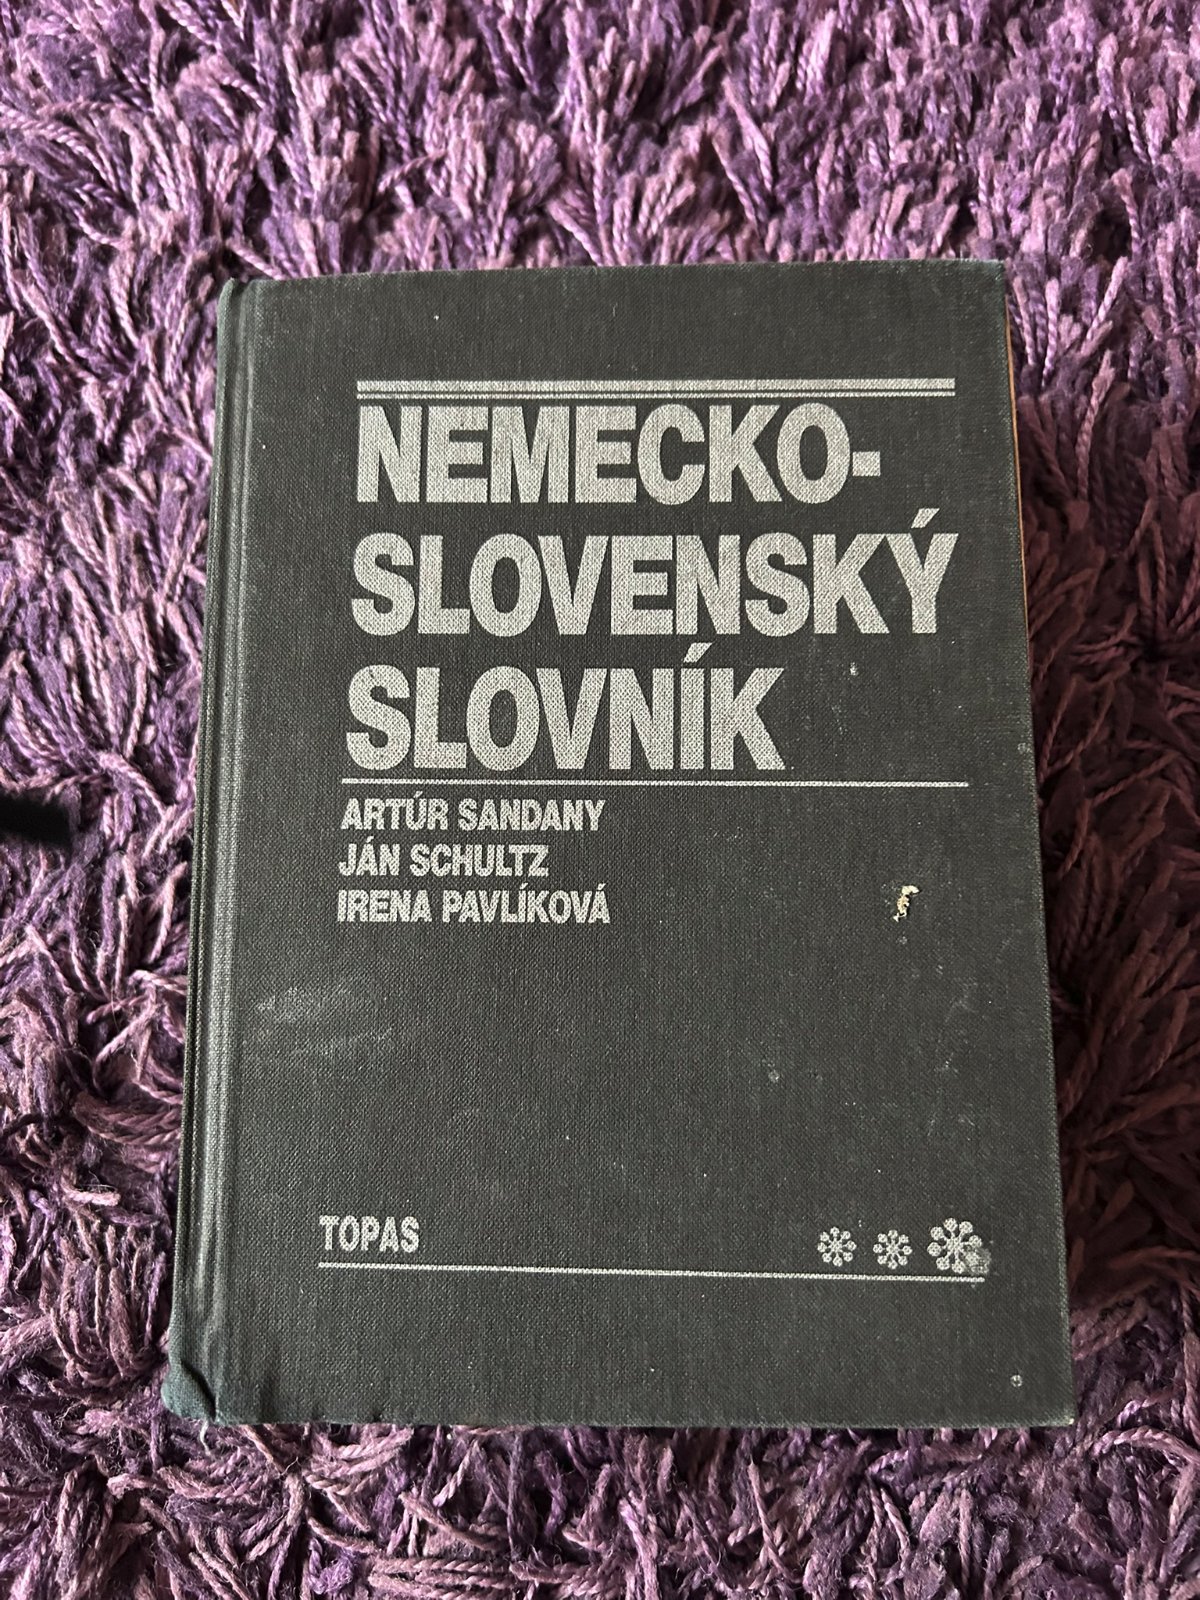 NEMECKO-
SLOVENSKÝ
SLOVNÍK
ARTÚR SANDANY
JÁN SCHULTZ
IRENA PAVLÍKOVÁ
TOPAS